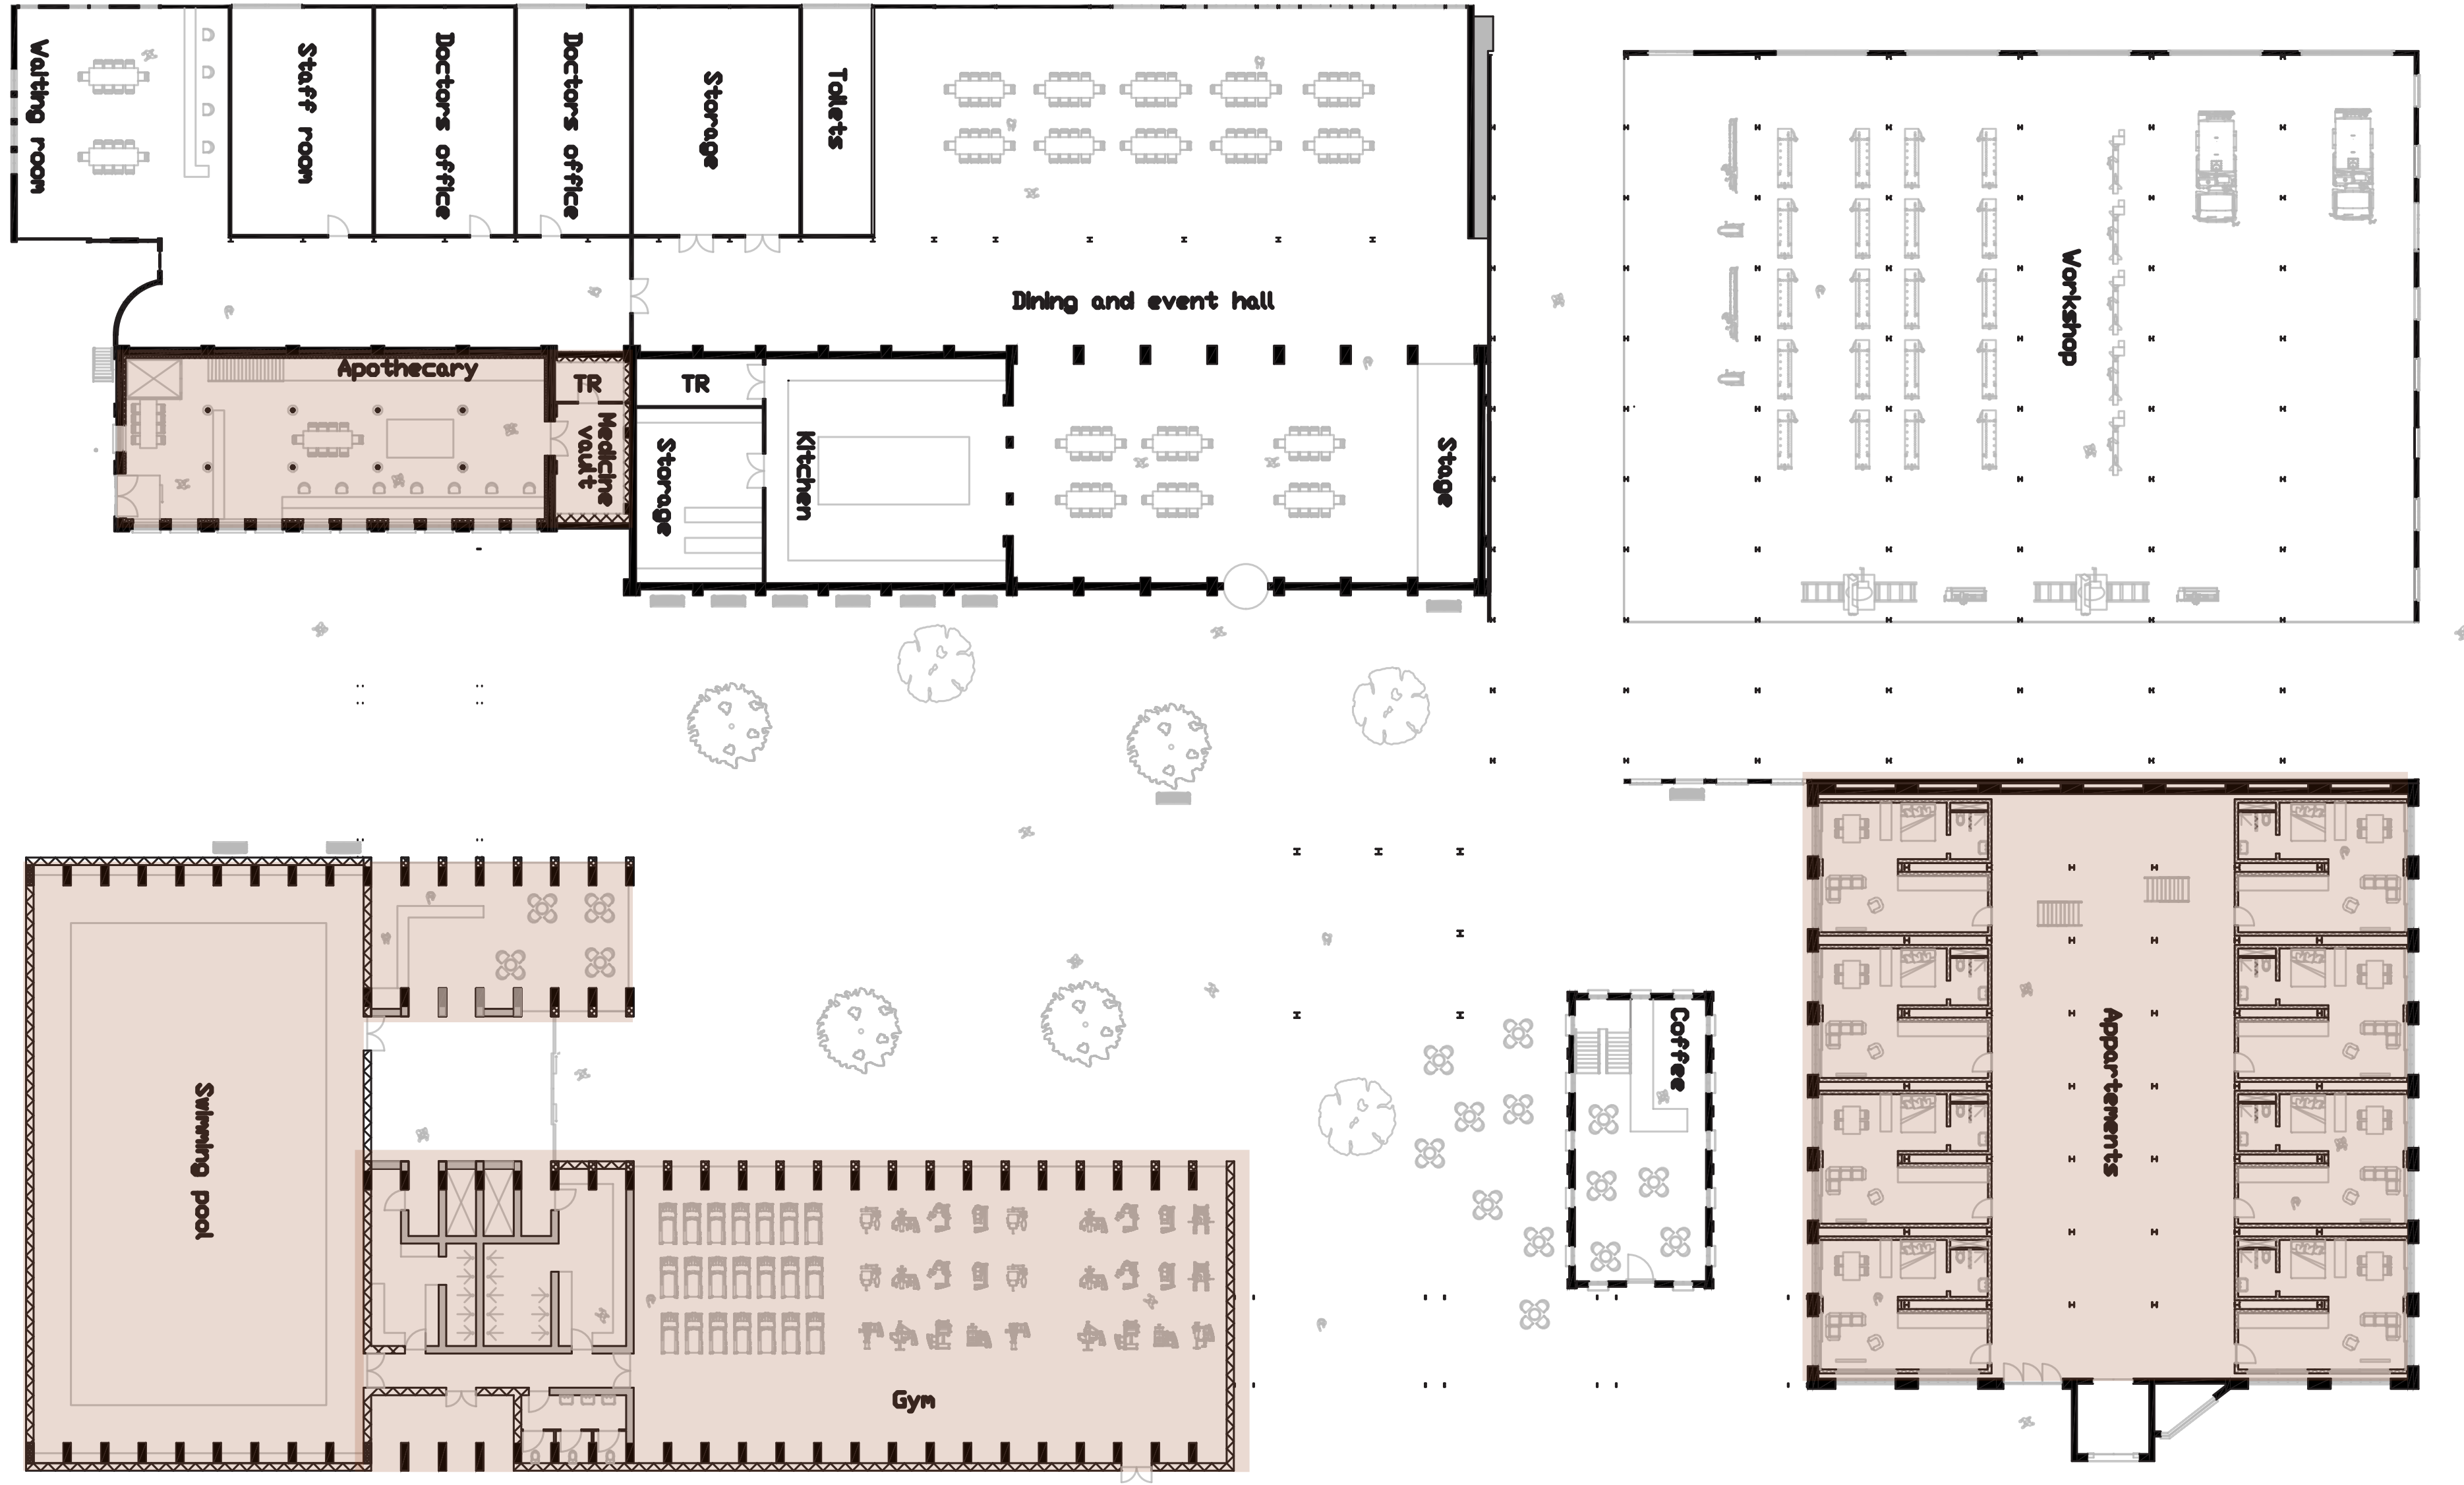 Waiting room
Staff room
Doctors office
Doctors office
Storage
Toilets
Dining and event hall
Workshop
Apothecary
TR
Medicine
vault
TR
Storage
Kitchen
Stage
Swimming pool
Gym
Coffee
Appartements